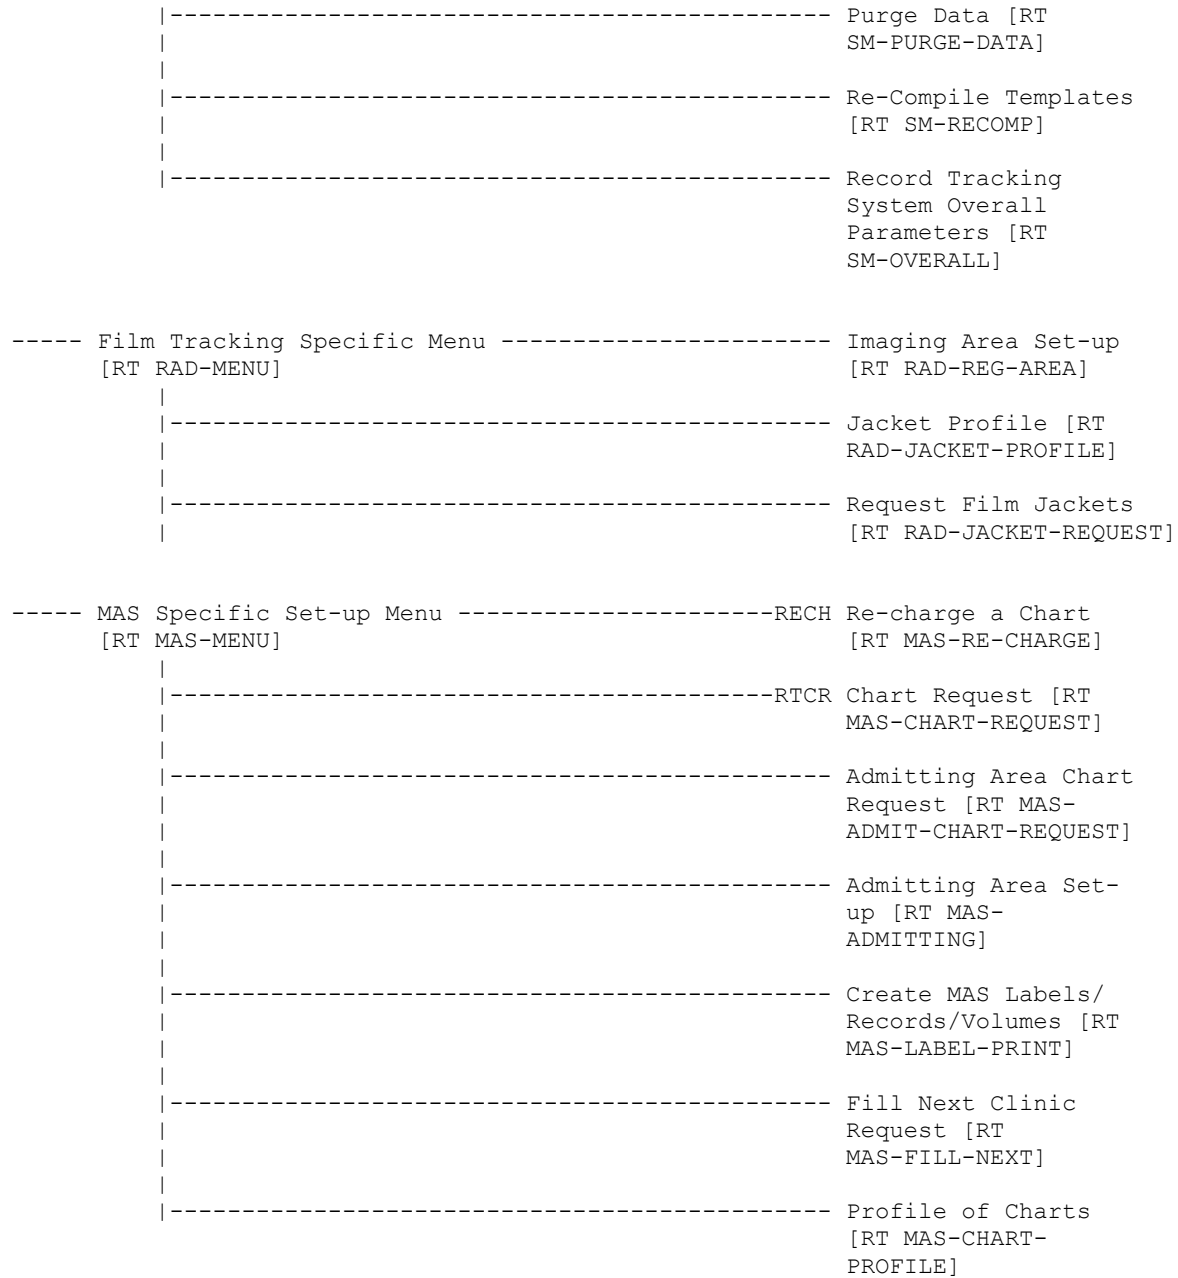 |---------------------------------------------- Purge Data [RT
| SM-PURGE-DATA]
|
|---------------------------------------------- Re-Compile Templates
| [RT SM-RECOMP]
|
|---------------------------------------------- Record Tracking
System Overall
Parameters [RT
SM-OVERALL]
----- Film Tracking Specific Menu ----------------------- Imaging Area Set-up
[RT RAD-MENU] [RT RAD-REG-AREA]
|
|---------------------------------------------- Jacket Profile [RT
| RAD-JACKET-PROFILE]
|
|---------------------------------------------- Request Film Jackets
| [RT RAD-JACKET-REQUEST]
----- MAS Specific Set-up Menu ----------------------RECH Re-charge a Chart
[RT MAS-MENU] [RT MAS-RE-CHARGE]
|
|------------------------------------------RTCR Chart Request [RT
| MAS-CHART-REQUEST]
|
|---------------------------------------------- Admitting Area Chart
| Request [RT MAS-
| ADMIT-CHART-REQUEST]
|
|---------------------------------------------- Admitting Area Set-
| up [RT MAS-
| ADMITTING]
|
|---------------------------------------------- Create MAS Labels/
| Records/Volumes [RT
| MAS-LABEL-PRINT]
|
|---------------------------------------------- Fill Next Clinic
| Request [RT
| MAS-FILL-NEXT]
|
|---------------------------------------------- Profile of Charts
[RT MAS-CHART-
PROFILE]